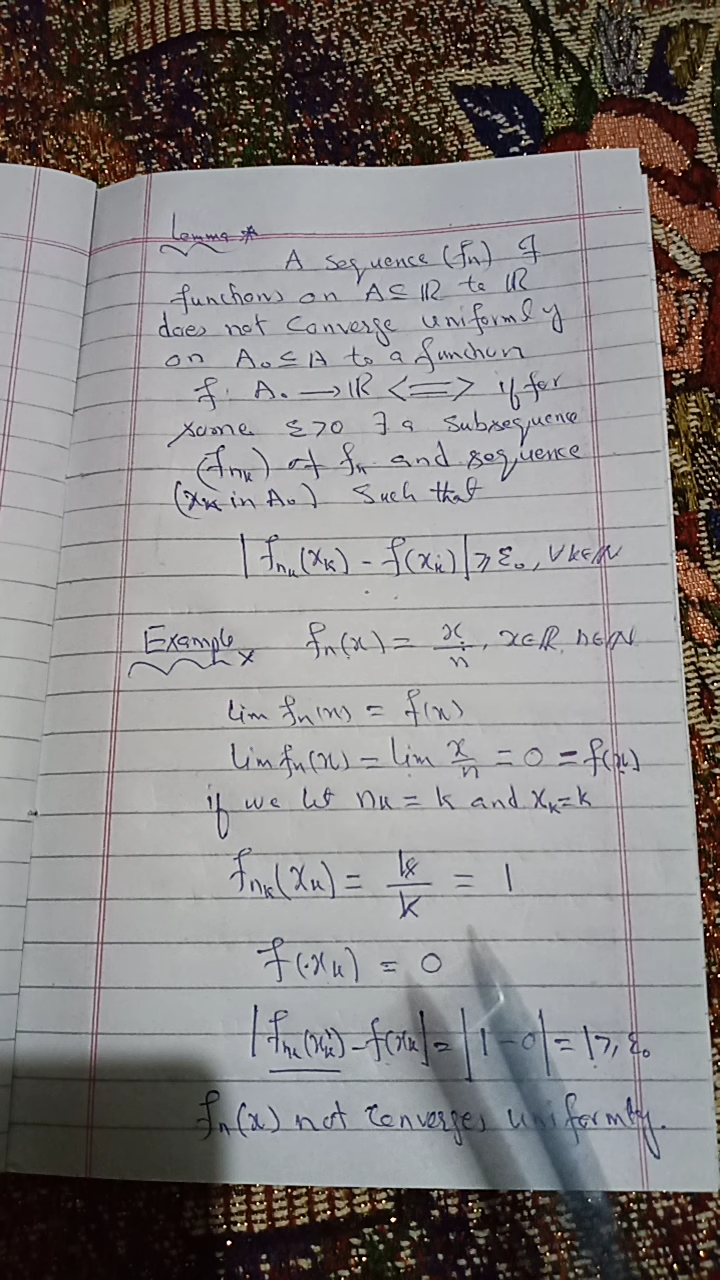 Lemma *
A sequence (fn) of
functions on A⊆ℝ to ℝ
does not Converge uniformly
on A₀⊆A to a function
f: A₀ → ℝ <=> if for
some ε>0 ∃ a subsequence
(fnₖ) of fn and sequence
(xₖ in A₀) such that
| fnₖ(xₖ) - f(xₖ) | ≥ ε₀, ∀k∈ℕ
Example fn(x) = x/n, x∈ℝ, n∈ℕ
lim fn(x) = f(x)
lim fn(x) = lim x/n = 0 = f(x)
if we let nₖ = k and xₖ=k
fnₖ(xₖ) = k/k = 1
f(xₖ) = 0
| fnₖ(xₖ) - f(xₖ) | = | 1 - 0 | = 1 ≥ ε₀
fn(x) not Converges uniformly.